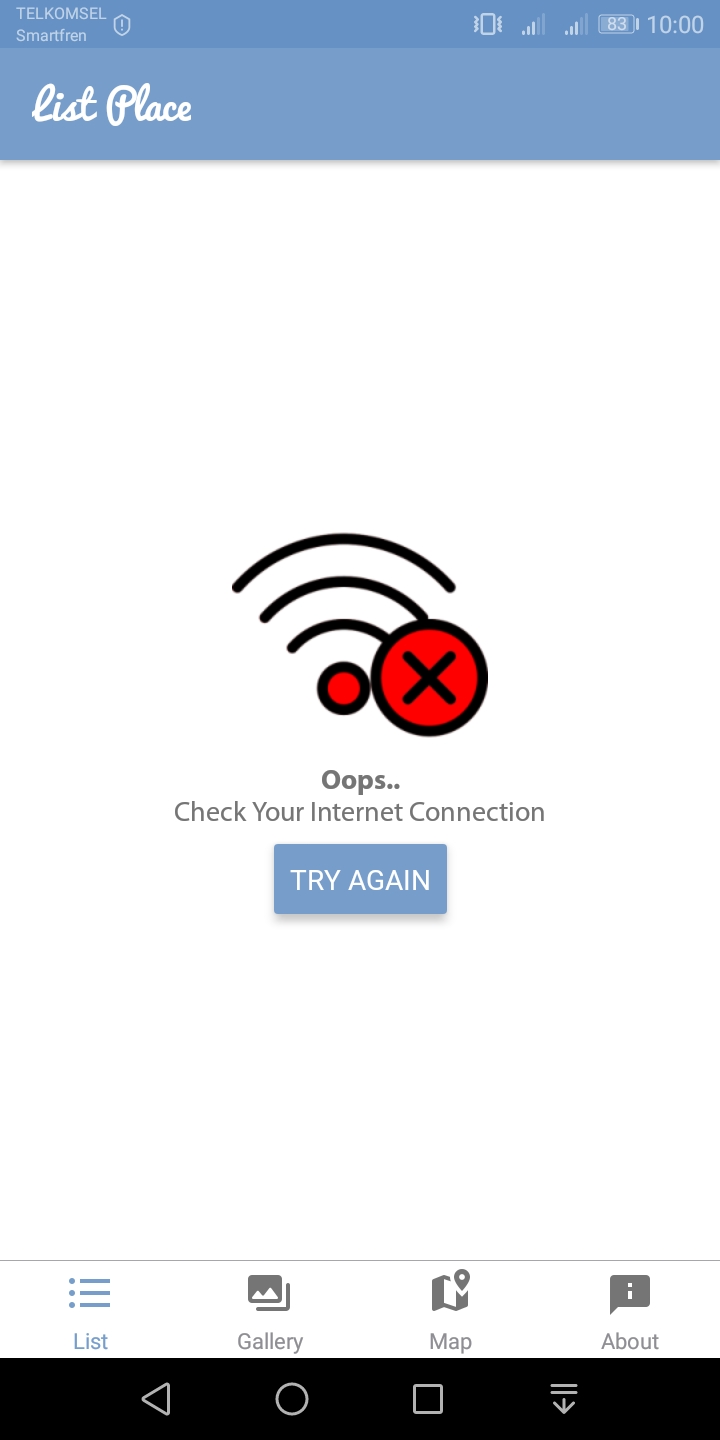 TELKOMSEL
Smartfren
83
10:00
List Place
Oops..
Check Your Internet Connection
TRY AGAIN
List
Gallery
Map
About